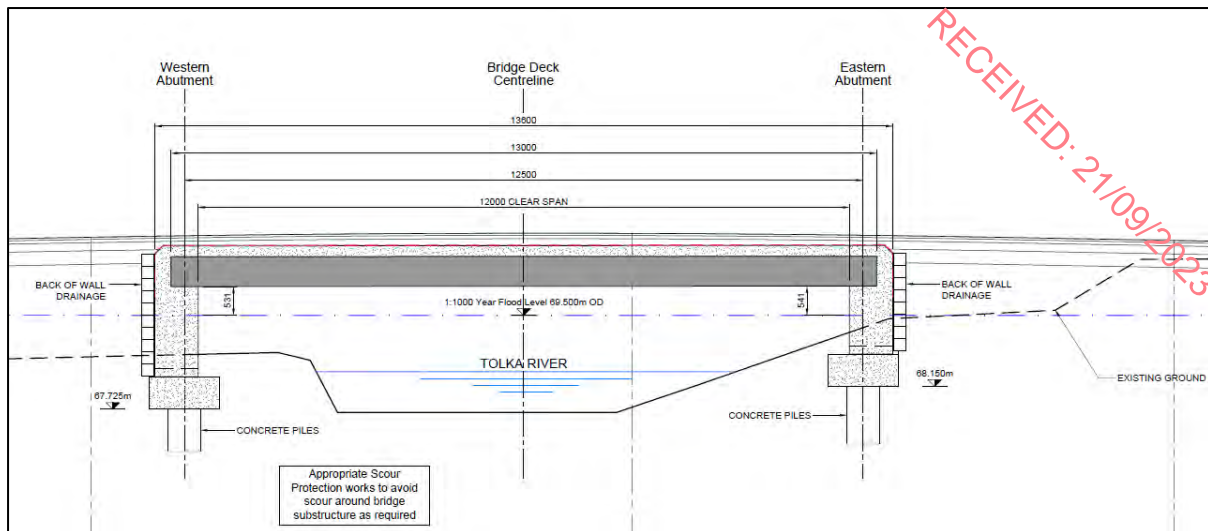 RECEIVED: 21/09/2023
Western
Abutment
Bridge Deck
Centreline
Eastern
Abutment
13600
13000
12500
12000 CLEAR SPAN
BACK OF WALL
DRAINAGE
531
1:1000 Year Flood Level 69.500m OD
541
BACK OF WALL
DRAINAGE
TOLKA RIVER
67.725m
68.150m
EXISTING GROUND
CONCRETE PILES
CONCRETE PILES
Appropriate Scour
Protection works to avoid
scour around bridge
substructure as required